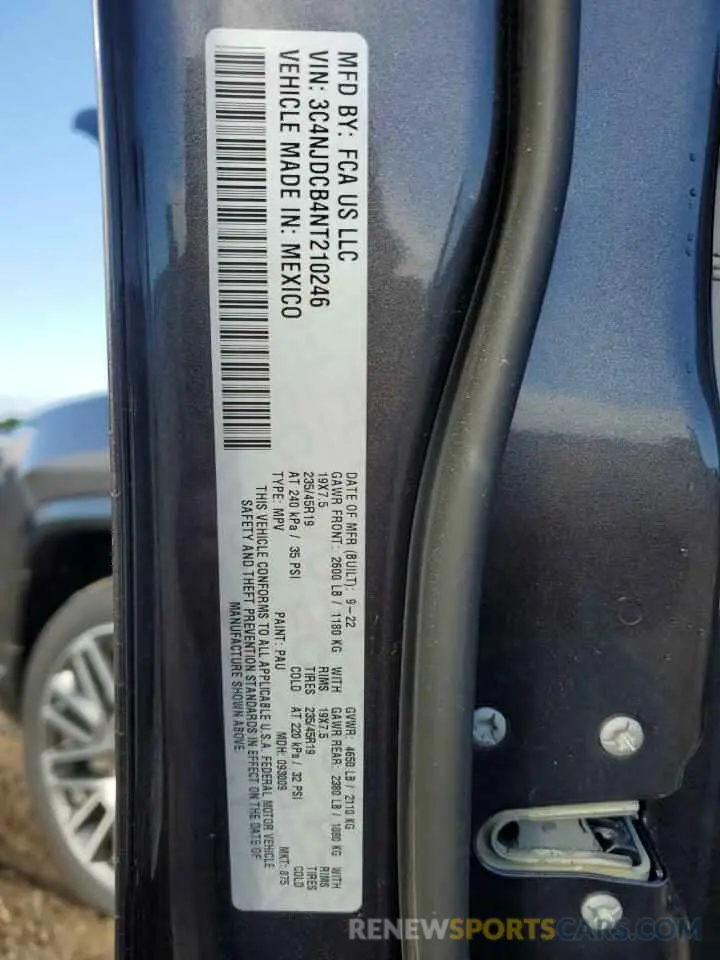 MFD BY: FCA US LLC
VIN: 3C4NJDCB4NT210246
VEHICLE MADE IN: MEXICO
DATE OF MFR (BUILT): 9-22 GVWR: 4650 LB / 2110 KG
GAWR FRONT: 2600 LB / 1180 KG WITH GAWR REAR: 2380 LB / 1080 KG WITH
19X7.5 RIMS 19X7.5 RIMS
235/45R19 TIRES 235/45R19 TIRES
AT 240 kPa / 35 PSI COLD AT 220 kPa / 32 PSI COLD
TYPE: MPV PAINT: PAU MDH: 093009 MKT: 875
THIS VEHICLE CONFORMS TO ALL APPLICABLE U.S.A. FEDERAL MOTOR VEHICLE
SAFETY AND THEFT PREVENTION STANDARDS IN EFFECT ON THE DATE OF
MANUFACTURE SHOWN ABOVE.
RENEWSPORTSCARS.COM